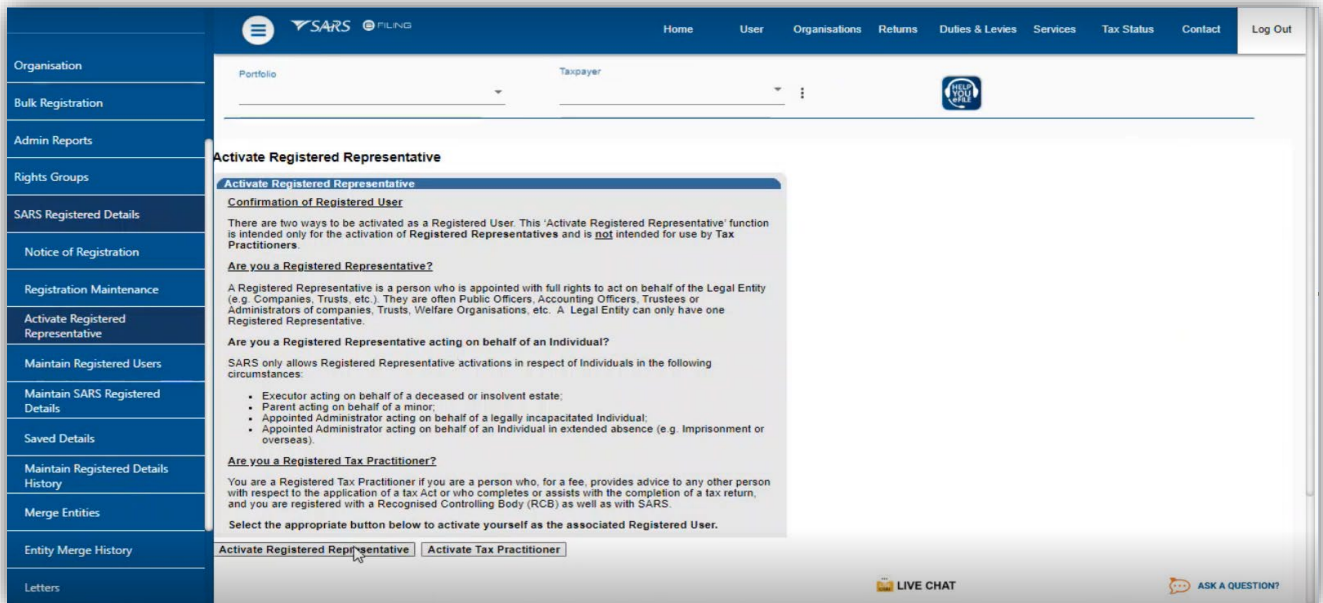 SARS eFILING
Home User Organisations Returns Duties & Levies Services Tax Status Contact Log Out
Organisation
Bulk Registration
Admin Reports
Rights Groups
SARS Registered Details
Notice of Registration
Registration Maintenance
Activate Registered
Representative
Maintain Registered Users
Maintain SARS Registered
Details
Saved Details
Maintain Registered Details
History
Merge Entities
Entity Merge History
Letters
Portfolio
Taxpayer
HELP
YOU
eFILE
Activate Registered Representative
Activate Registered Representative
Confirmation of Registered User
There are two ways to be activated as a Registered User. This 'Activate Registered Representative' function
is intended only for the activation of Registered Representatives and is not intended for use by Tax
Practitioners.
Are you a Registered Representative?
A Registered Representative is a person who is appointed with full rights to act on behalf of the Legal Entity
(e.g. Companies, Trusts, etc.). They are often Public Officers, Accounting Officers, Trustees or
Administrators of companies, Trusts, Welfare Organisations, etc. A Legal Entity can only have one
Registered Representative.
Are you a Registered Representative acting on behalf of an Individual?
SARS only allows Registered Representative activations in respect of Individuals in the following
circumstances:
• Executor acting on behalf of a deceased or insolvent estate;
• Parent acting on behalf of a minor;
• Appointed Administrator acting on behalf of a legally incapacitated Individual;
• Appointed Administrator acting on behalf of an Individual in extended absence (e.g. Imprisonment or
overseas).
Are you a Registered Tax Practitioner?
You are a Registered Tax Practitioner if you are a person who, for a fee, provides advice to any other person
with respect to the application of a tax Act or who completes or assists with the completion of a tax return,
and you are registered with a Recognised Controlling Body (RCB) as well as with SARS.
Select the appropriate button below to activate yourself as the associated Registered User.
Activate Registered Representative Activate Tax Practitioner
LIVE CHAT
ASK A QUESTION?